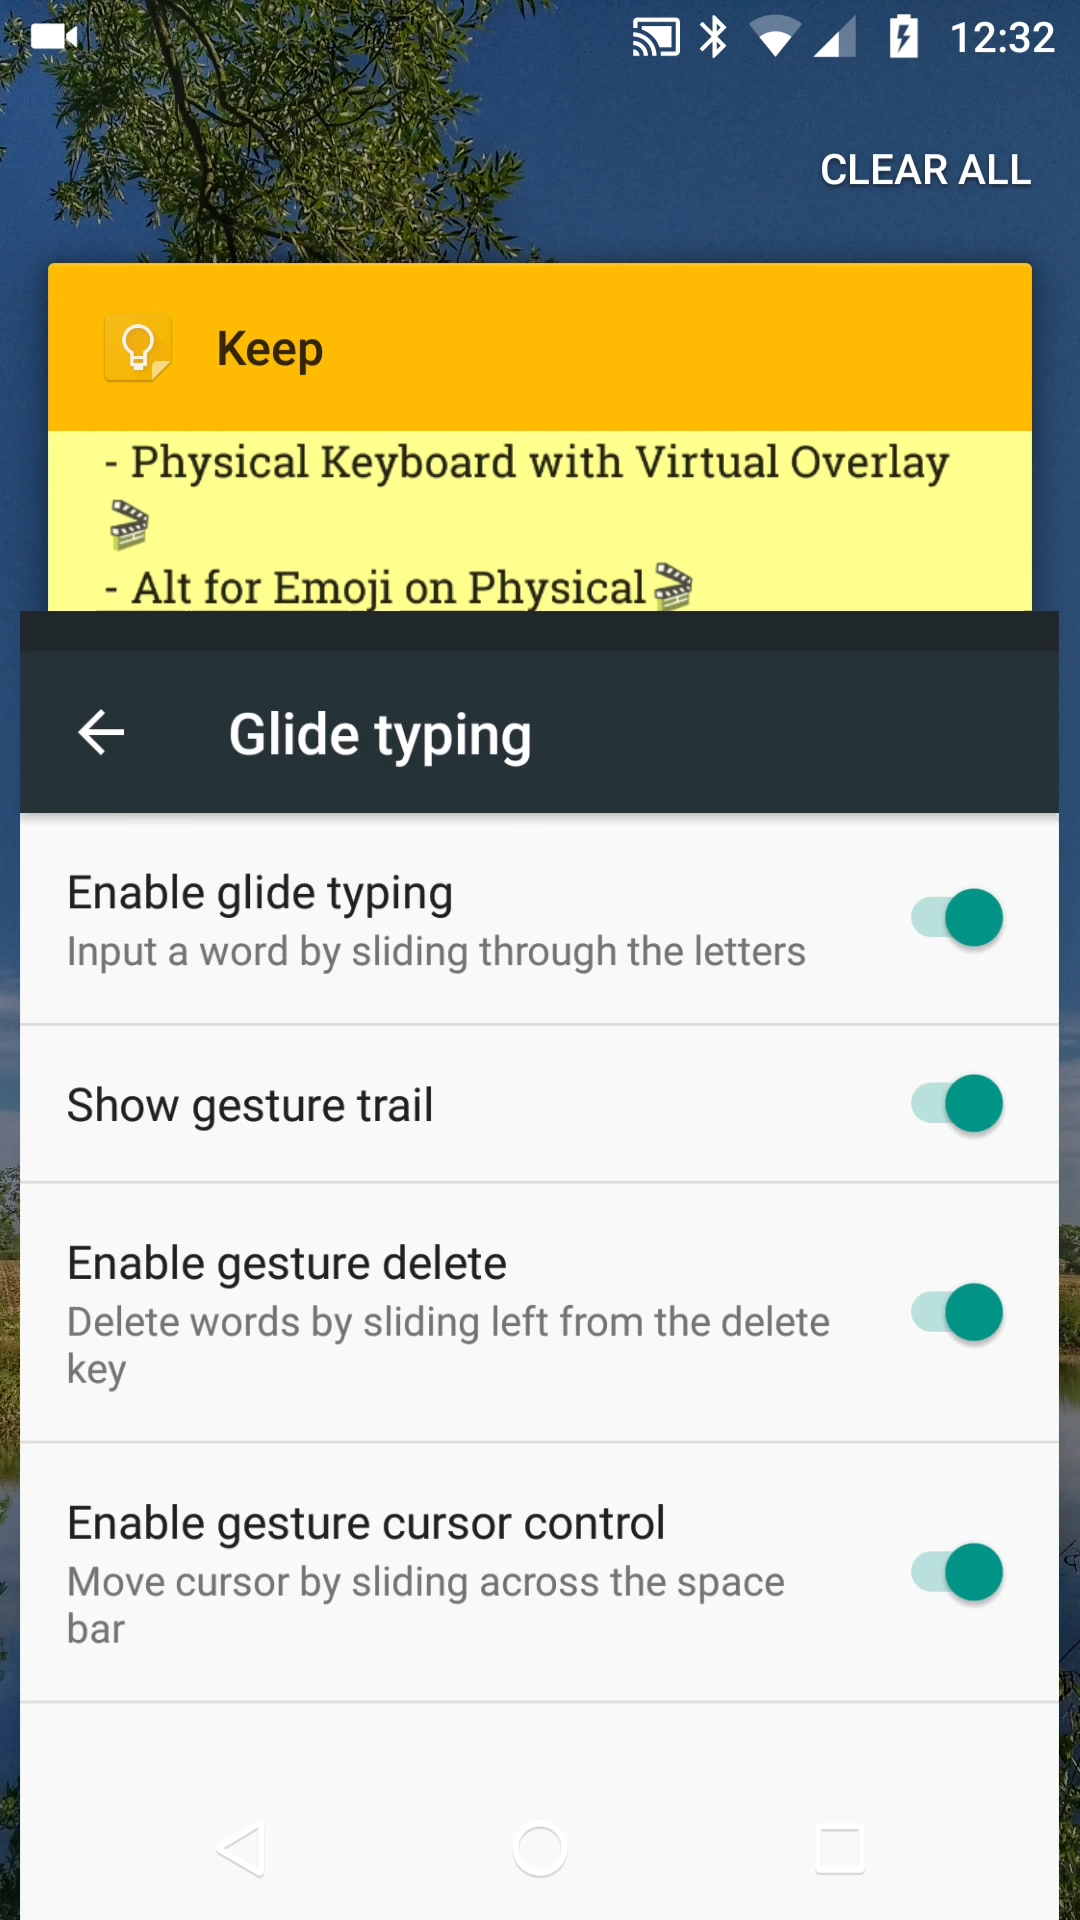 12:32
CLEAR ALL
Keep
- Physical Keyboard with Virtual Overlay
🎬
- Alt for Emoji on Physical🎬
Glide typing
Enable glide typing
Input a word by sliding through the letters
Show gesture trail
Enable gesture delete
Delete words by sliding left from the delete
key
Enable gesture cursor control
Move cursor by sliding across the space
bar